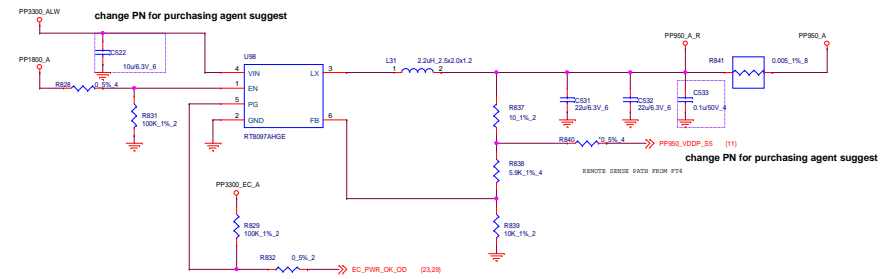 PP3300_ALW
change PN for purchasing agent suggest
C522
10u/6.3V_6
PP1800_A
R828
0_5%_4
R831
100K_1%_2
U98
4
VIN
LX
3
1
EN
5
PG
2
GND
FB
6
RT8097AHGE
L31
2.2uH_2.5x2.0x1.2
1
2
PP950_A_R
PP950_A
R841
0.005_1%_8
C531
22u/6.3V_6
C532
22u/6.3V_6
C533
0.1u/50V_4
R837
10_1%_2
R840
*0_5%_4
PP950_VDDP_S5
(11)
change PN for purchasing agent suggest
REMOTE SENSE PATH FROM FT4
R838
5.9K_1%_4
R839
10K_1%_2
PP3300_EC_A
R829
100K_1%_2
R832
0_5%_2
EC_PWR_OK_OD
(23,29)